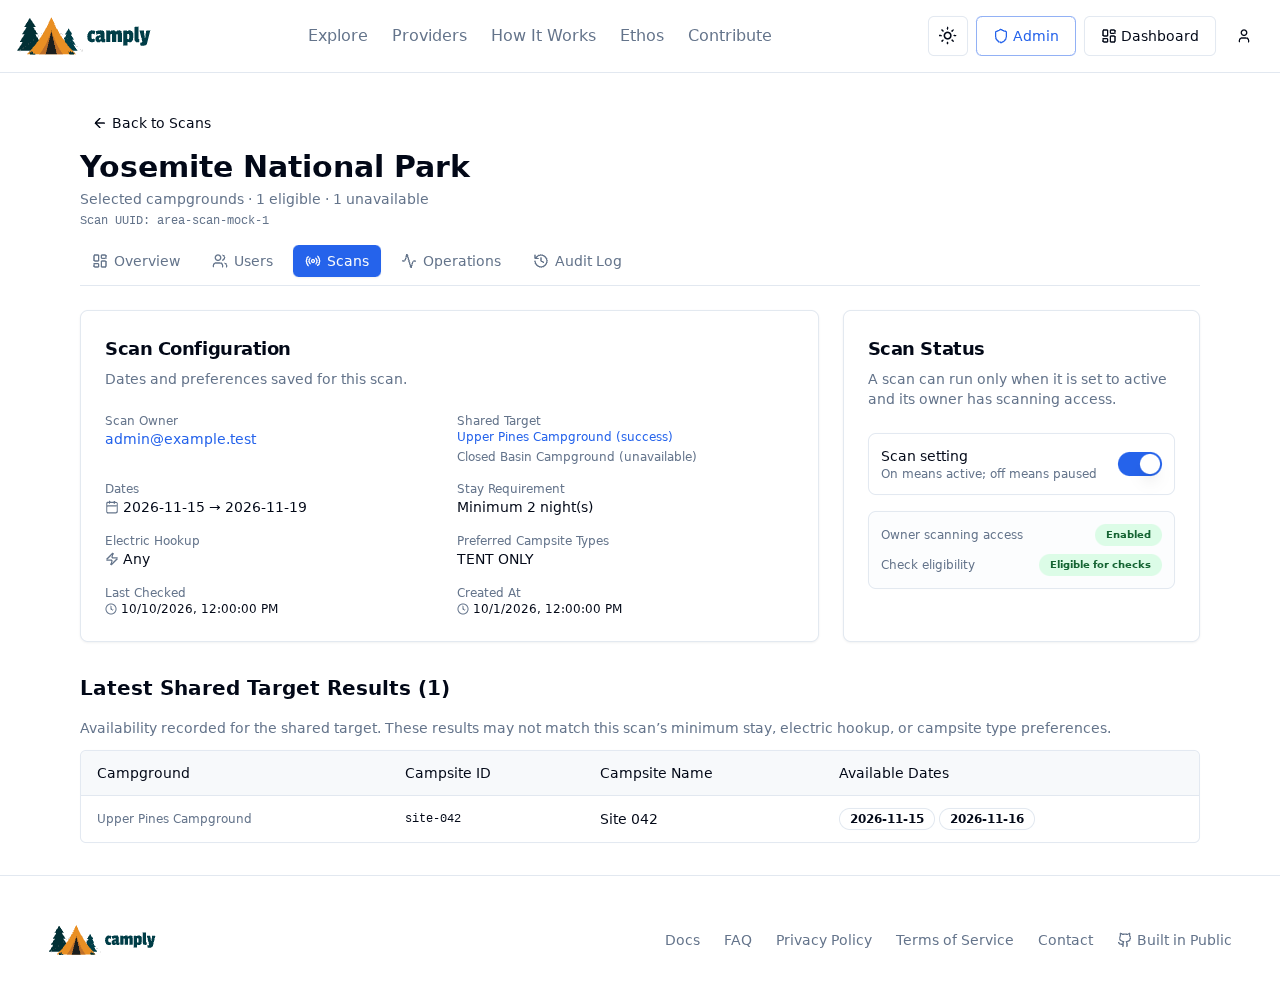 camply
Explore
Providers
How It Works
Ethos
Contribute
Admin
Dashboard
Back to Scans
Yosemite National Park
Selected campgrounds · 1 eligible · 1 unavailable
Scan UUID: area-scan-mock-1
Overview
Users
Scans
Operations
Audit Log
Scan Configuration
Dates and preferences saved for this scan.
Scan Owner
admin@example.test
Shared Target
Upper Pines Campground (success)
Closed Basin Campground (unavailable)
Dates
2026-11-15 → 2026-11-19
Stay Requirement
Minimum 2 night(s)
Electric Hookup
Any
Preferred Campsite Types
TENT ONLY
Last Checked
10/10/2026, 12:00:00 PM
Created At
10/1/2026, 12:00:00 PM
Scan Status
A scan can run only when it is set to active
and its owner has scanning access.
Scan setting
On means active; off means paused
Owner scanning access
Enabled
Check eligibility
Eligible for checks
Latest Shared Target Results (1)
Availability recorded for the shared target. These results may not match this scan’s minimum stay, electric hookup, or campsite type preferences.
Campground
Campsite ID
Campsite Name
Available Dates
Upper Pines Campground
site-042
Site 042
2026-11-15
2026-11-16
camply
Docs
FAQ
Privacy Policy
Terms of Service
Contact
Built in Public